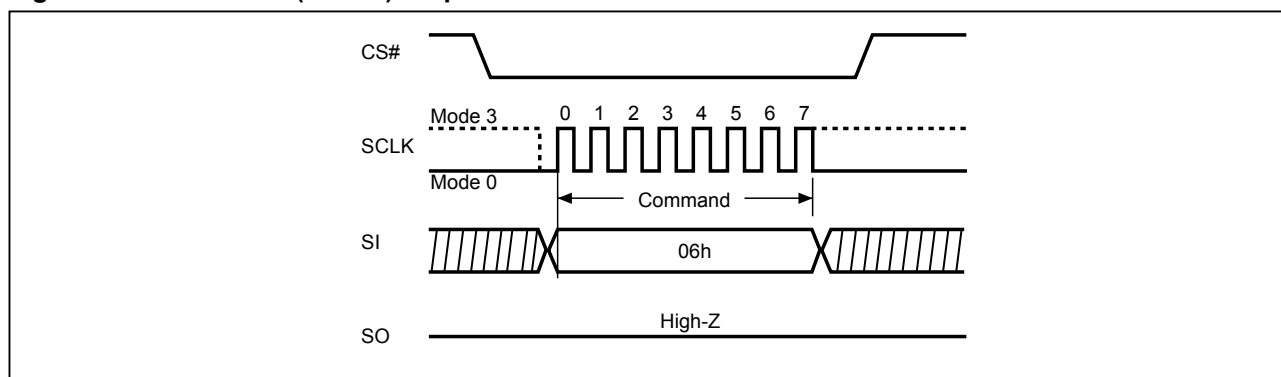 CS#
Mode 3 0 1 2 3 4 5 6 7
SCLK
Mode 0
Command
SI 06h
High-Z
SO